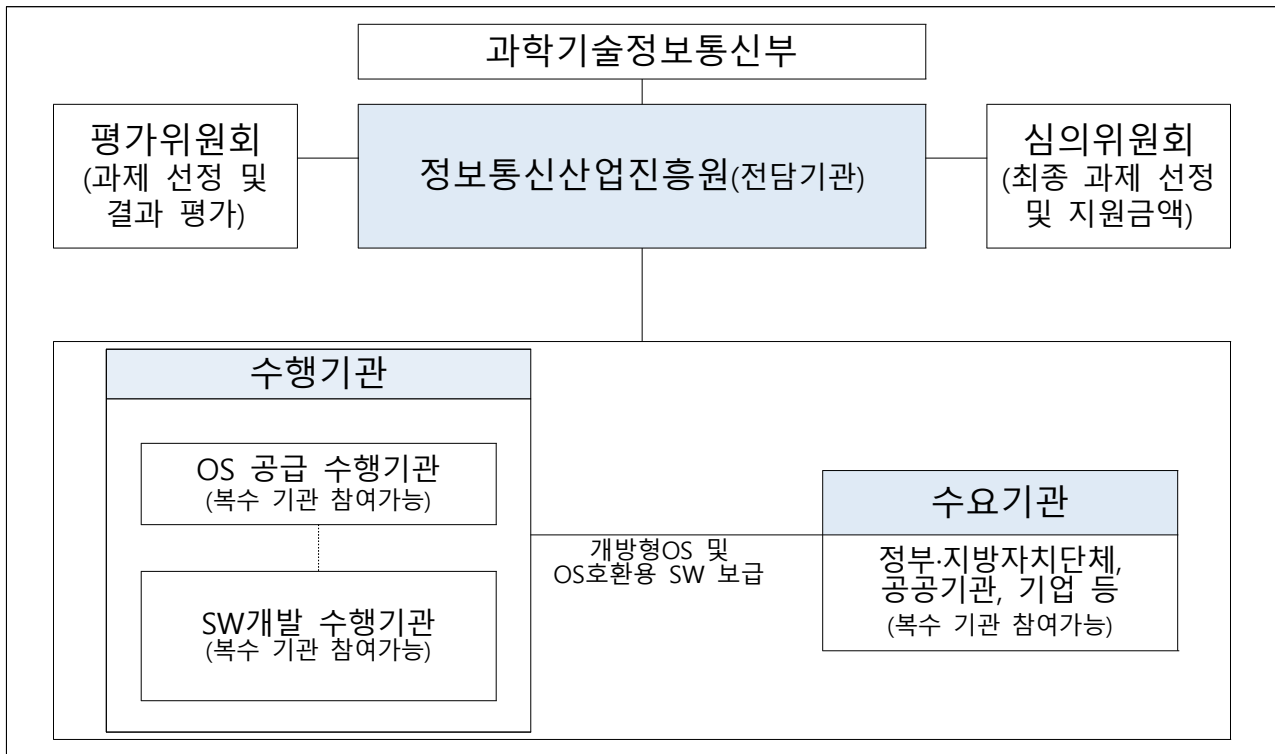 과학기술정보통신부
평가위원회
(과제 선정 및
결과 평가)
정보통신산업진흥원(전담기관)
심의위원회
(최종 과제 선정
및 지원금액)
수행기관
OS 공급 수행기관
(복수 기관 참여가능)
SW개발 수행기관
(복수 기관 참여가능)
개방형OS 및
OS호환용 SW 보급
수요기관
정부·지방자치단체,
공공기관, 기업 등
(복수 기관 참여가능)